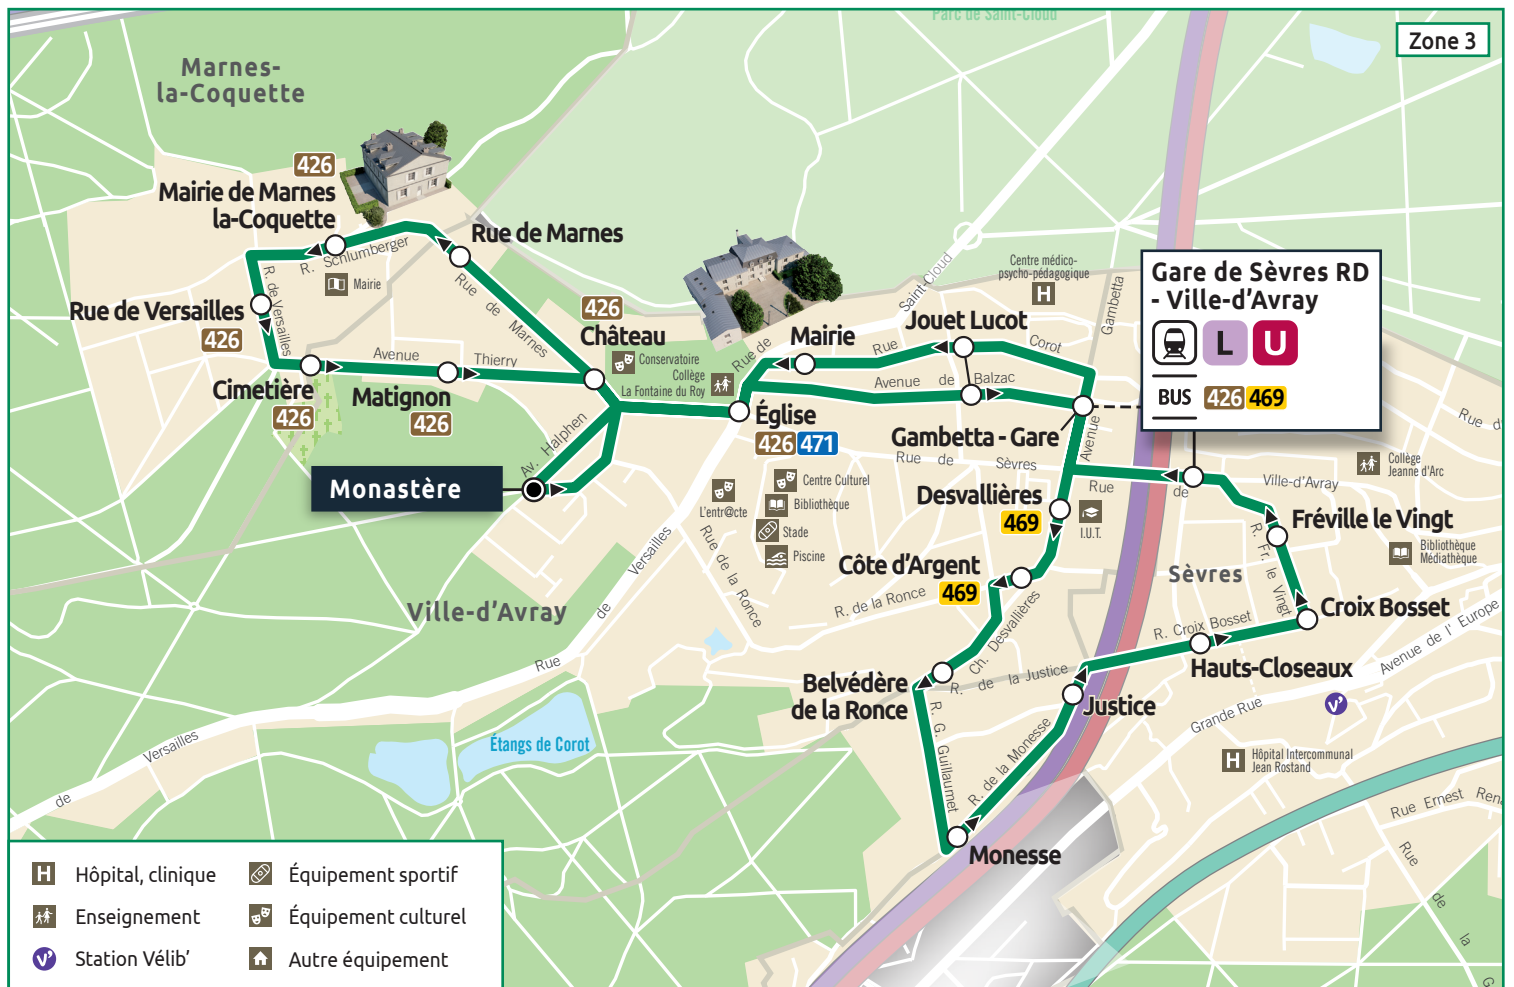 Parc de Saint-Cloud
Zone 3
Marnes-
la-Coquette
426
Mairie de Marnes
la-Coquette
Rue de Marnes
R. Schlumberger
Mairie
R. de Versailles
Rue de Versailles
426
Rue de Marnes
426
Château
Conservatoire
Collège
La Fontaine du Roy
Avenue Thierry
Cimetière
426
Matignon
426
Av. Halphen
Monastère
Rue de Saint-Cloud
Mairie
Jouet Lucot
Rue Corot
Avenue de Balzac
Centre médico-
psycho-pédagogique
H
Gambetta
Avenue
Gare de Sèvres RD
- Ville-d'Avray
L U
BUS 426 469
Église
426 471
Gambetta - Gare
Rue de Sèvres
Rue de Ville-d'Avray
Rue d
Collège
Jeanne d'Arc
Centre Culturel
Bibliothèque
L'entr@cte
Stade
Piscine
Desvallières
469
I.U.T.
Fréville le Vingt
R. Fr. le Vingt
Bibliothèque
Médiathèque
Côte d'Argent
469
Sèvres
Rue de la Ronce
R. de la Ronce
Ch. Desvallières
Croix Bosset
R. Croix Bosset
Avenue de l' Europe
Ville-d'Avray
Rue de Versailles
de Versailles
Hauts-Closeaux
Belvédère
de la Ronce
R. de la Justice
Justice
Grande Rue
V'
R. G. Guillaumet
R. de la Monesse
Étangs de Corot
H
Hôpital Intercommunal
Jean Rostand
Monesse
Rue Ernest Rena
Rue de la G
H Hôpital, clinique
Équipement sportif
Enseignement
Équipement culturel
V' Station Vélib'
Autre équipement